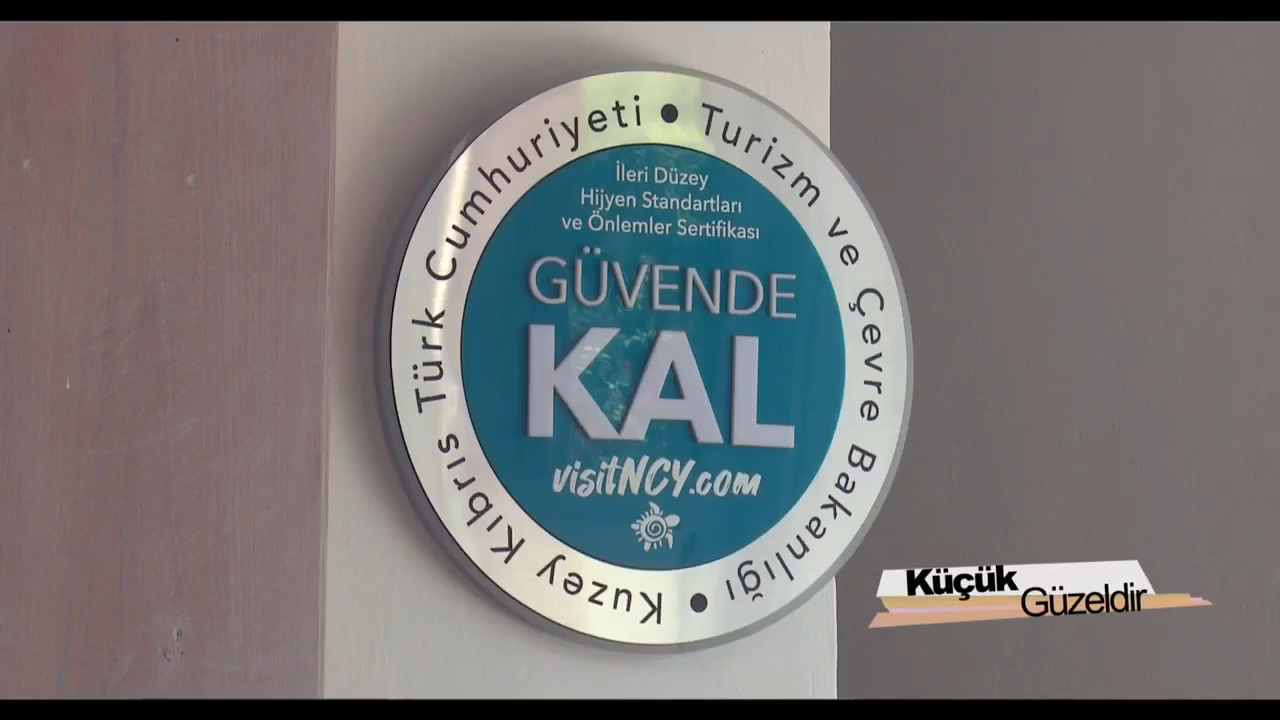 Kuzey Kıbrıs Türk Cumhuriyeti • Turizm ve Çevre Bakanlığı •
İleri Düzey
Hijyen Standartları
ve Önlemler Sertifikası
GÜVENDE
KAL
visitNCY.com
Küçük
Güzeldir